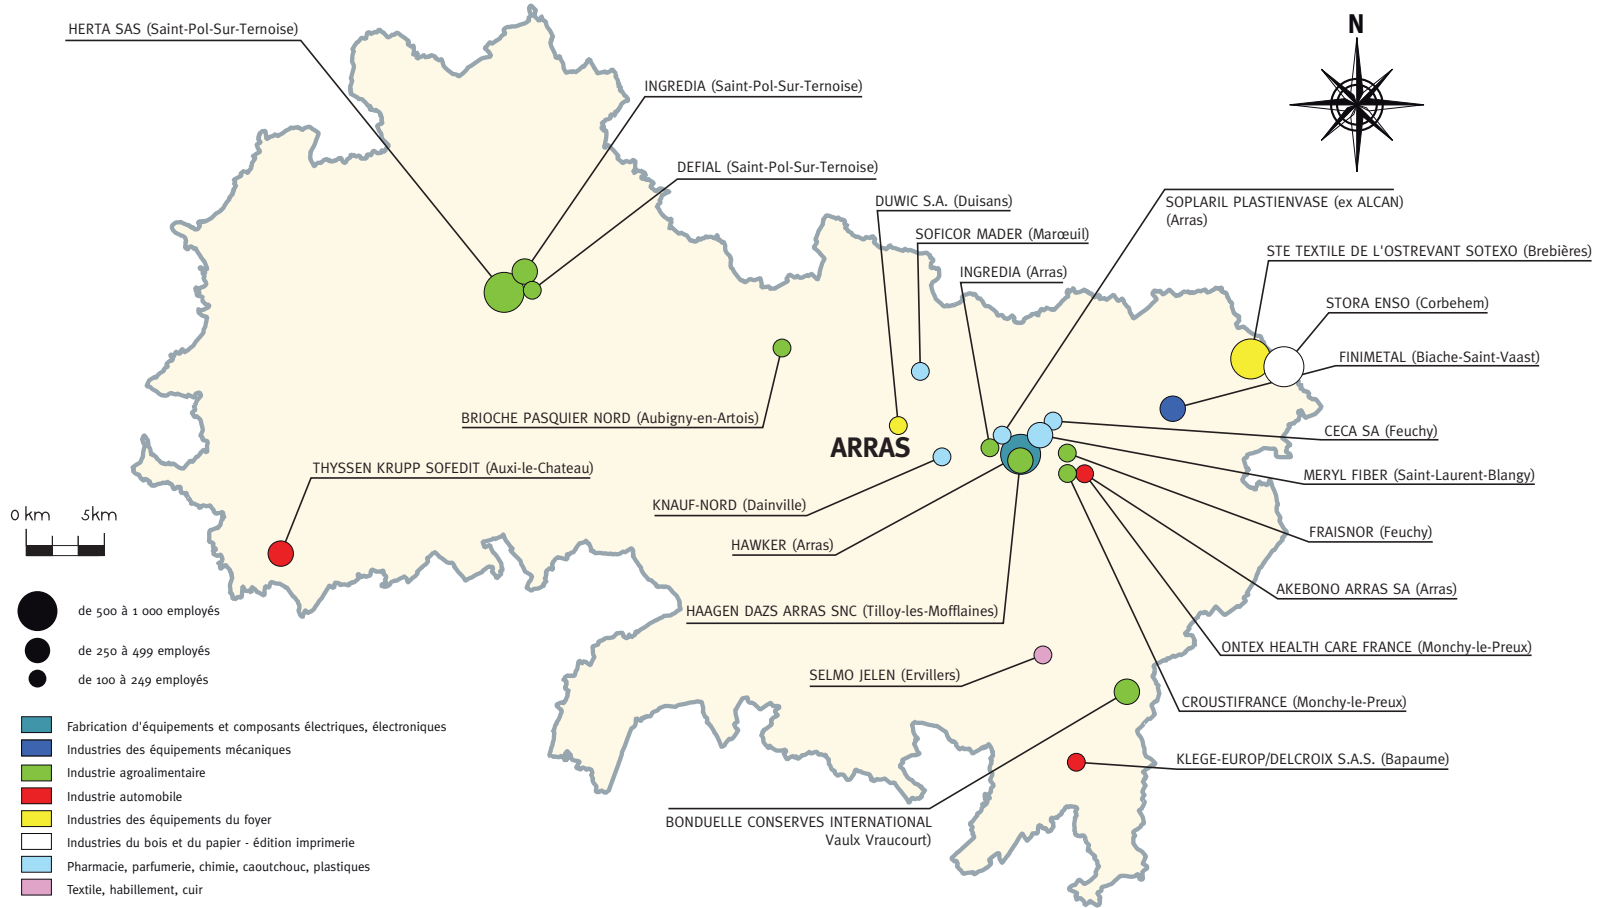 HERTA SAS (Saint-Pol-Sur-Ternoise)
N
INGREDIA (Saint-Pol-Sur-Ternoise)
DEFIAL (Saint-Pol-Sur-Ternoise)
DUWIC S.A. (Duisans)
SOPLARIL PLASTIENVASE (ex ALCAN)
(Arras)
SOFICOR MADER (Marœuil)
STE TEXTILE DE L'OSTREVANT SOTEXO (Brebières)
INGREDIA (Arras)
STORA ENSO (Corbehem)
FINIMETAL (Biache-Saint-Vaast)
BRIOCHE PASQUIER NORD (Aubigny-en-Artois)
ARRAS
CECA SA (Feuchy)
THYSSEN KRUPP SOFEDIT (Auxi-le-Chateau)
MERYL FIBER (Saint-Laurent-Blangy)
KNAUF-NORD (Dainville)
0 km 5km
FRAISNOR (Feuchy)
HAWKER (Arras)
AKEBONO ARRAS SA (Arras)
HAAGEN DAZS ARRAS SNC (Tilloy-les-Mofflaines)
ONTEX HEALTH CARE FRANCE (Monchy-le-Preux)
SELMO JELEN (Ervillers)
CROUSTIFRANCE (Monchy-le-Preux)
KLEGE-EUROP/DELCROIX S.A.S. (Bapaume)
BONDUELLE CONSERVES INTERNATIONAL
Vaulx Vraucourt)
de 500 à 1 000 employés
de 250 à 499 employés
de 100 à 249 employés
Fabrication d'équipements et composants électriques, électroniques
Industries des équipements mécaniques
Industrie agroalimentaire
Industrie automobile
Industries des équipements du foyer
Industries du bois et du papier - édition imprimerie
Pharmacie, parfumerie, chimie, caoutchouc, plastiques
Textile, habillement, cuir